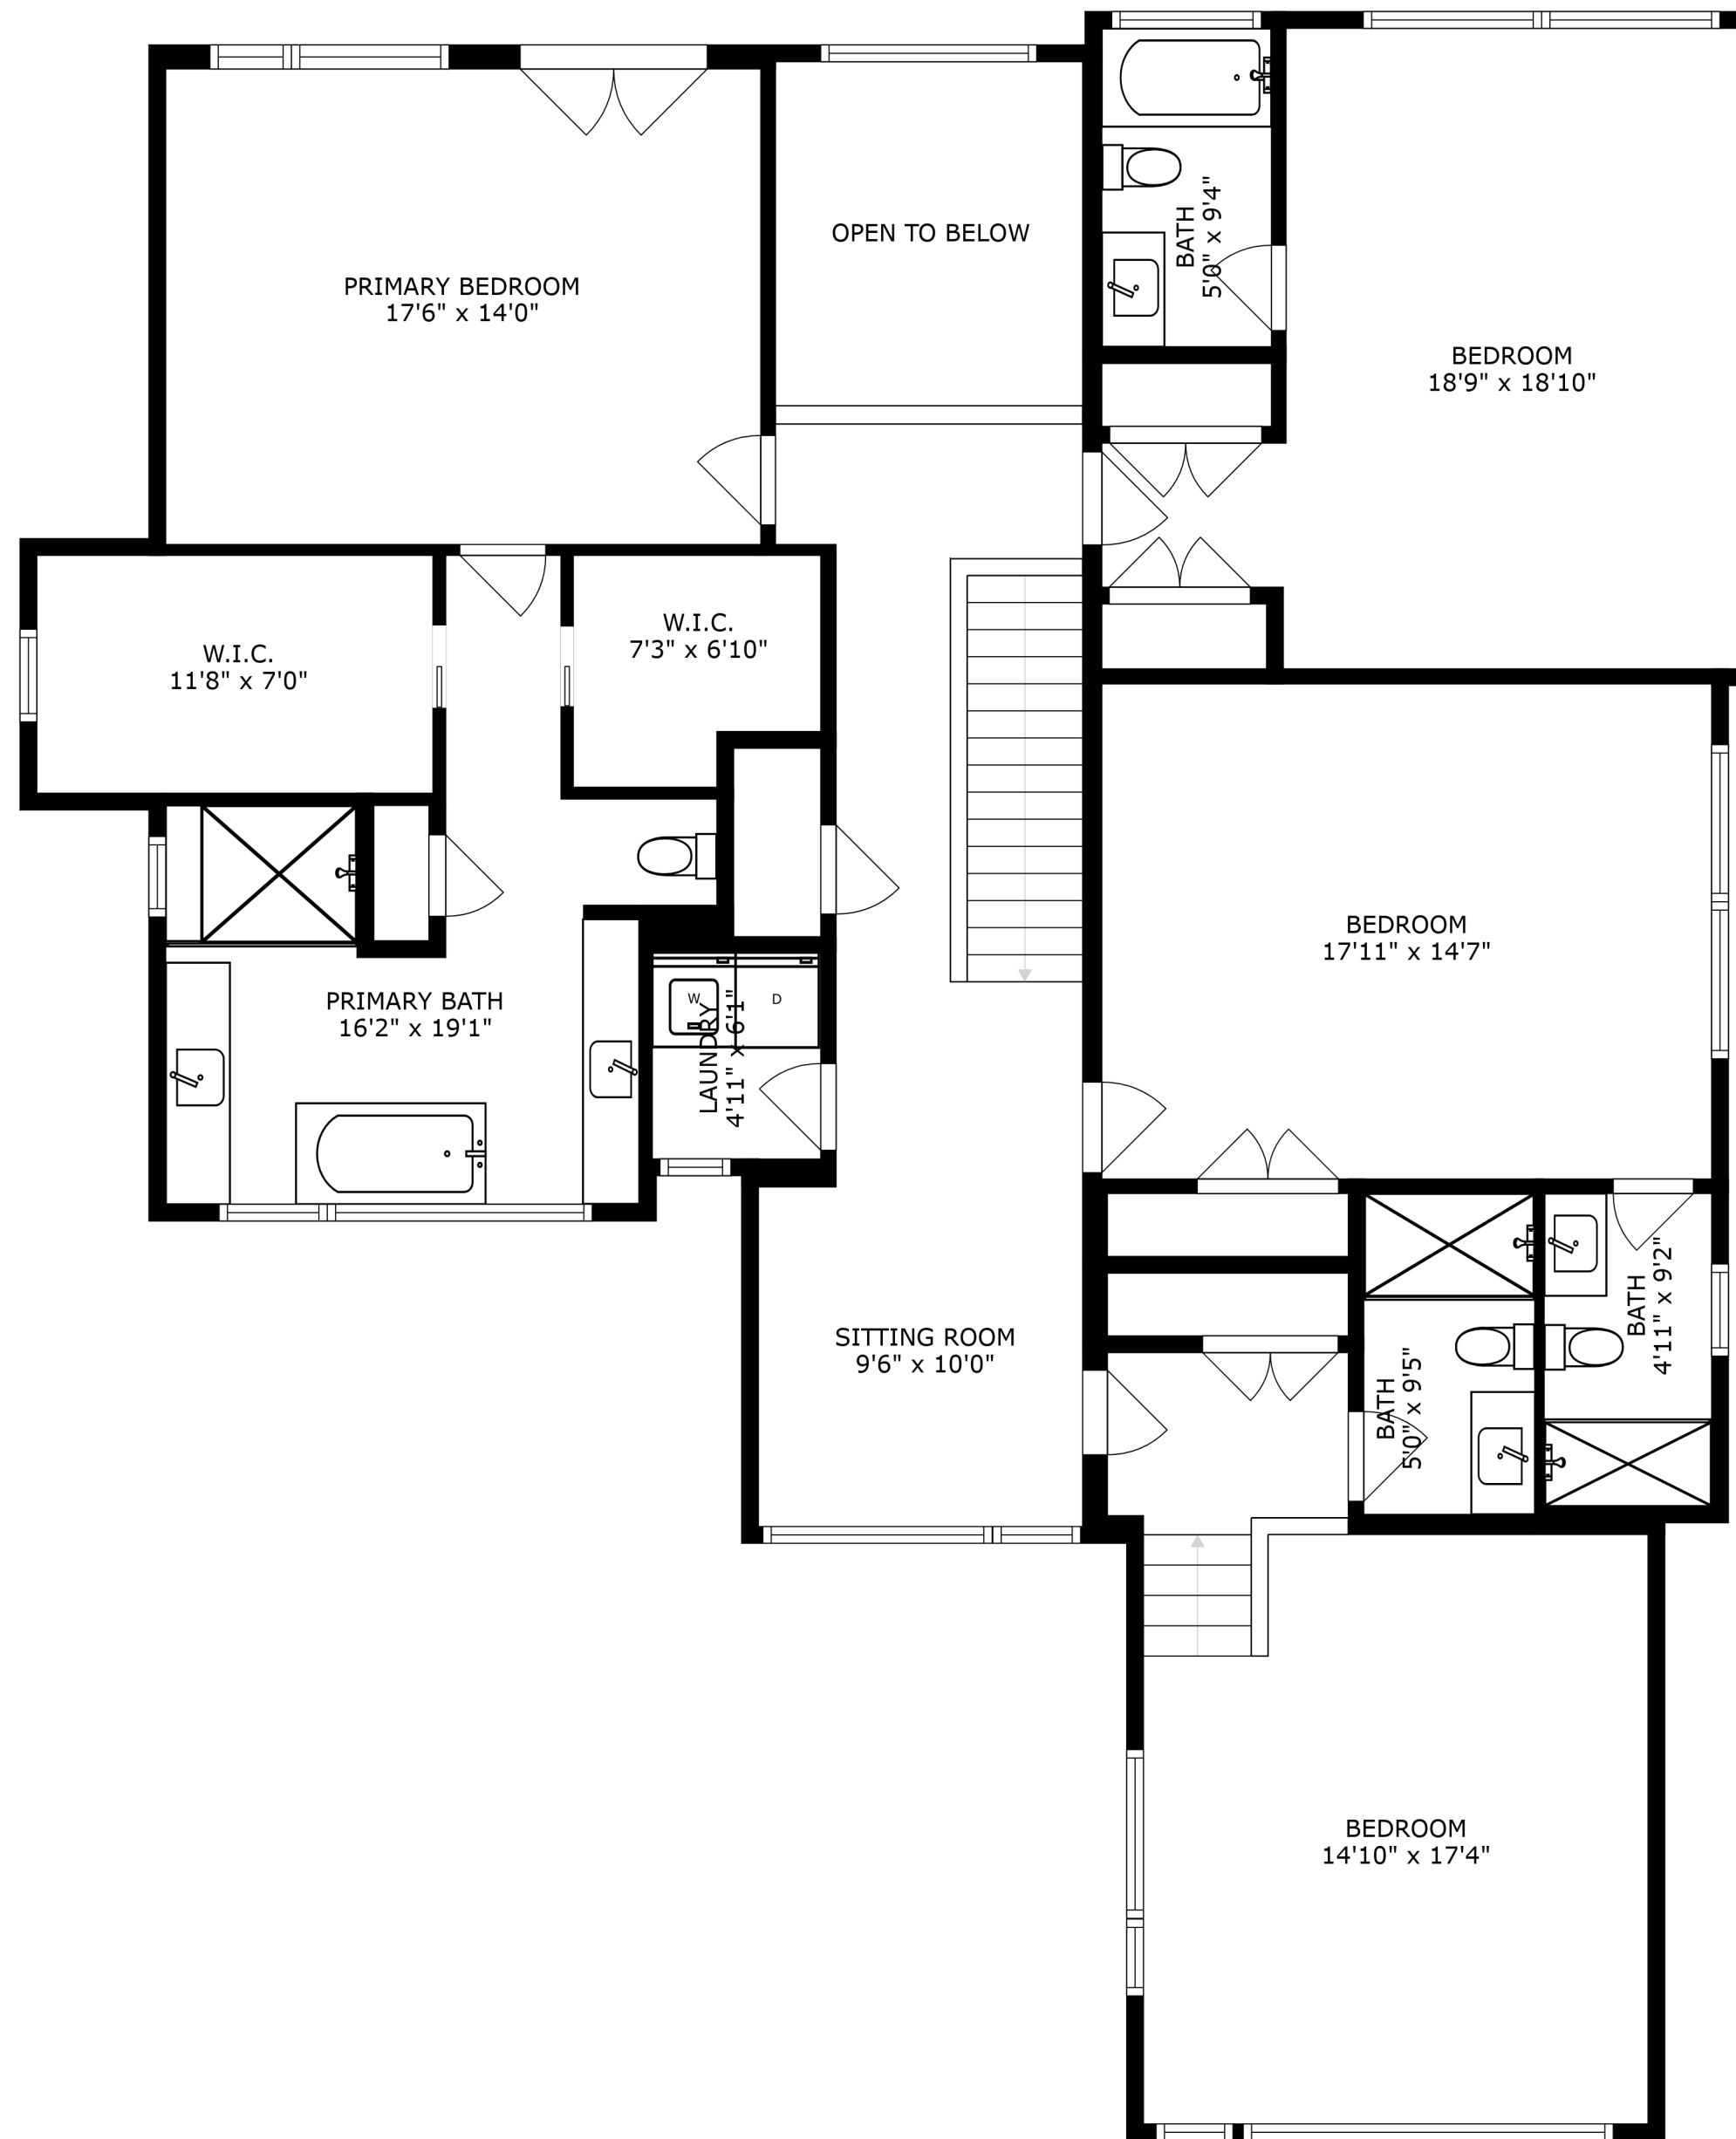 OPEN TO BELOW
BATH
5'0" x 9'4"
PRIMARY BEDROOM
17'6" x 14'0"
BEDROOM
18'9" x 18'10"
W.I.C.
11'8" x 7'0"
W.I.C.
7'3" x 6'10"
BEDROOM
17'11" x 14'7"
PRIMARY BATH
16'2" x 19'1"
W
D
LAUNDRY
4'11" x 6'1"
SITTING ROOM
9'6" x 10'0"
BATH
5'0" x 9'5"
BATH
4'11" x 9'2"
BEDROOM
14'10" x 17'4"